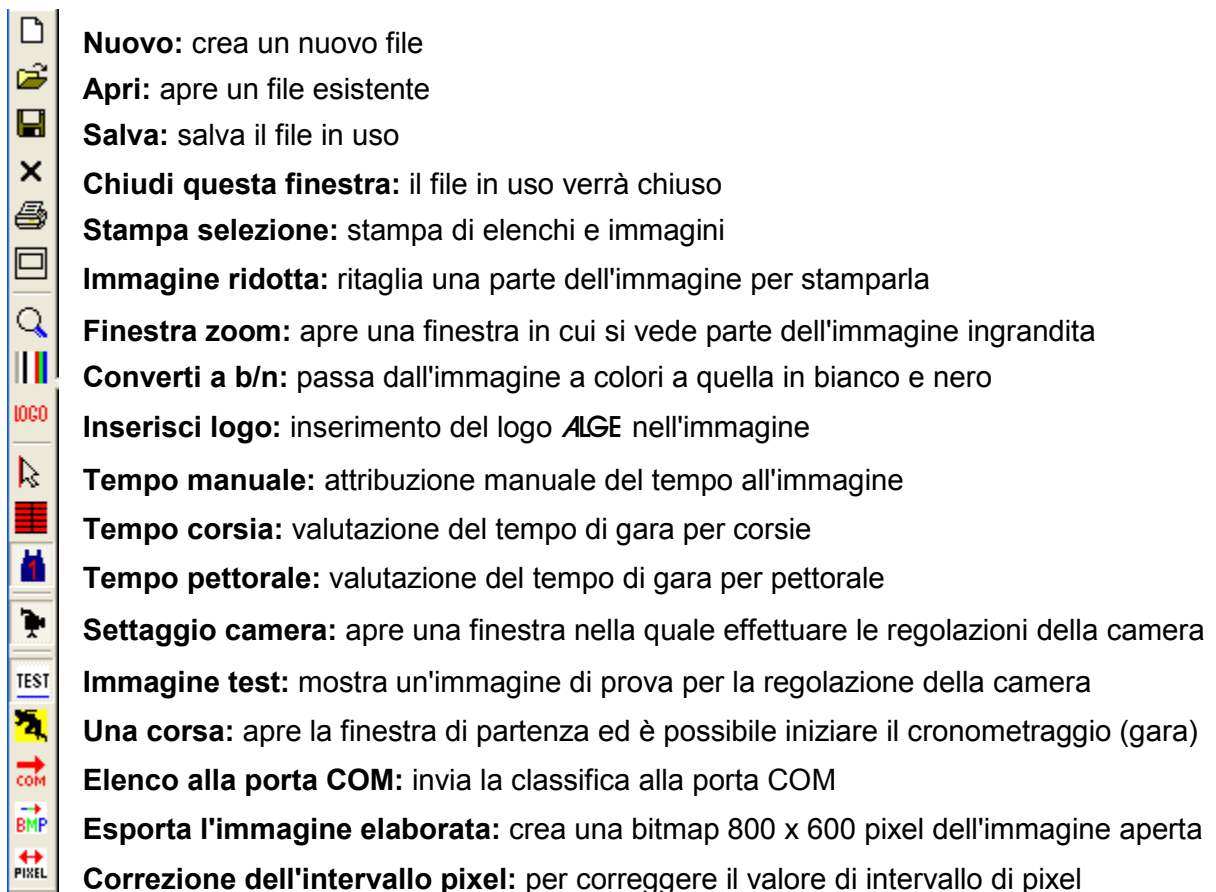 Nuovo: crea un nuovo file
Apri: apre un file esistente
Salva: salva il file in uso
Chiudi questa finestra: il file in uso verrà chiuso
Stampa selezione: stampa di elenchi e immagini
Immagine ridotta: ritaglia una parte dell'immagine per stamparla
Finestra zoom: apre una finestra in cui si vede parte dell'immagine ingrandita
Converti a b/n: passa dall'immagine a colori a quella in bianco e nero
LOGO Inserisci logo: inserimento del logo ALGE nell'immagine
Tempo manuale: attribuzione manuale del tempo all'immagine
Tempo corsia: valutazione del tempo di gara per corsie
1 Tempo pettorale: valutazione del tempo di gara per pettorale
Settaggio camera: apre una finestra nella quale effettuare le regolazioni della camera
TEST Immagine test: mostra un'immagine di prova per la regolazione della camera
Una corsa: apre la finestra di partenza ed è possibile iniziare il cronometraggio (gara)
COM Elenco alla porta COM: invia la classifica alla porta COM
BMP Esporta l'immagine elaborata: crea una bitmap 800 x 600 pixel dell'immagine aperta
PIXEL Correzione dell'intervallo pixel: per correggere il valore di intervallo di pixel